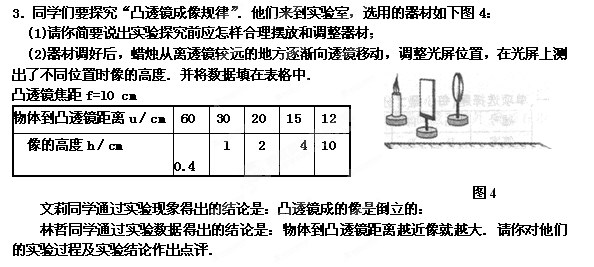 3．同学们要探究“凸透镜成像规律”．他们来到实验室，选用的器材如下图 4：
(1)请你简要说出实验探究前应怎样合理摆放和调整器材；
(2)器材调好后，蜡烛从离透镜较远的地方逐渐向透镜移动，调整光屏位置，在光屏上测
出了不同位置时像的高度．并将数据填在表格中．
凸透镜焦距 f=10 cm
物体到凸透镜距离 u／cm 60 30 20 15 12
像的高度 h／cm 1 2 4 10
0.4
图 4
文莉同学通过实验现象得出的结论是：凸透镜成的像是倒立的；
林哲同学通过实验数据得出的结论是：物体到凸透镜距离越近像就越大．请你对他们
的实验过程及实验结论作出点评．